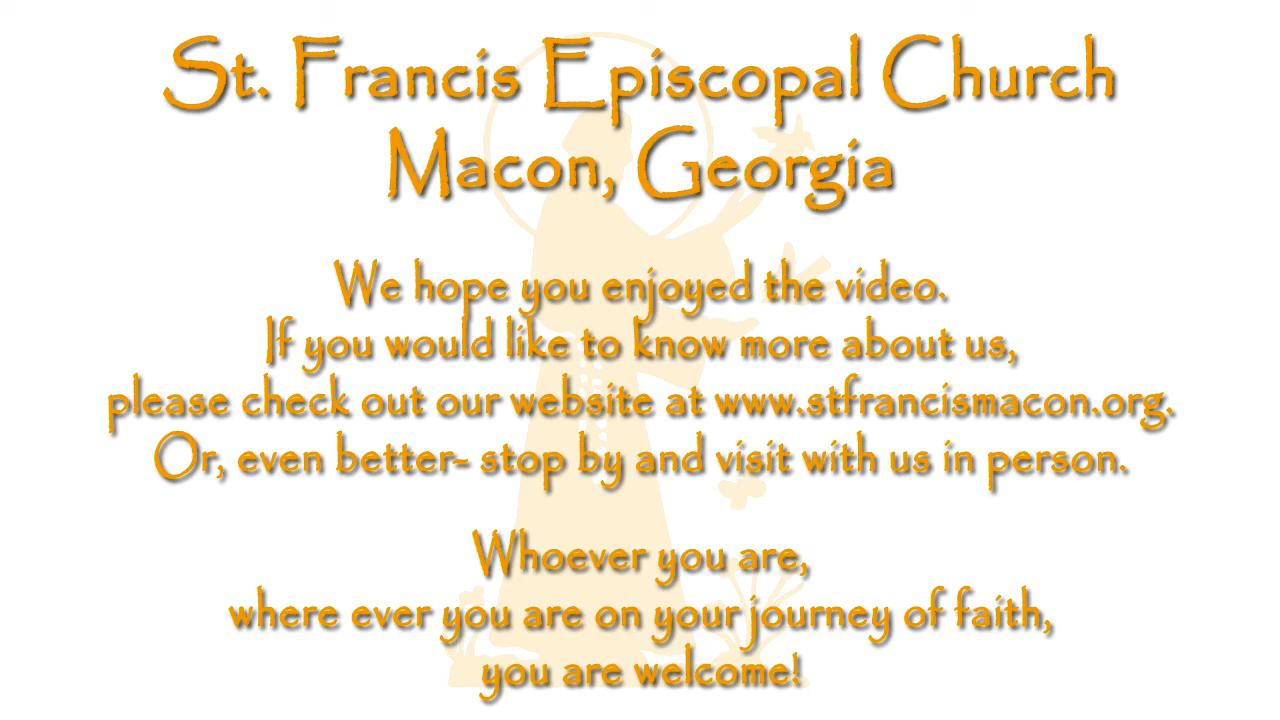 St. Francis Episcopal Church
Macon, Georgia
We hope you enjoyed the video.
If you would like to know more about us,
please check out our website at www.stfrancismacon.org.
Or, even better- stop by and visit with us in person.
Whoever you are,
where ever you are on your journey of faith,
you are welcome!